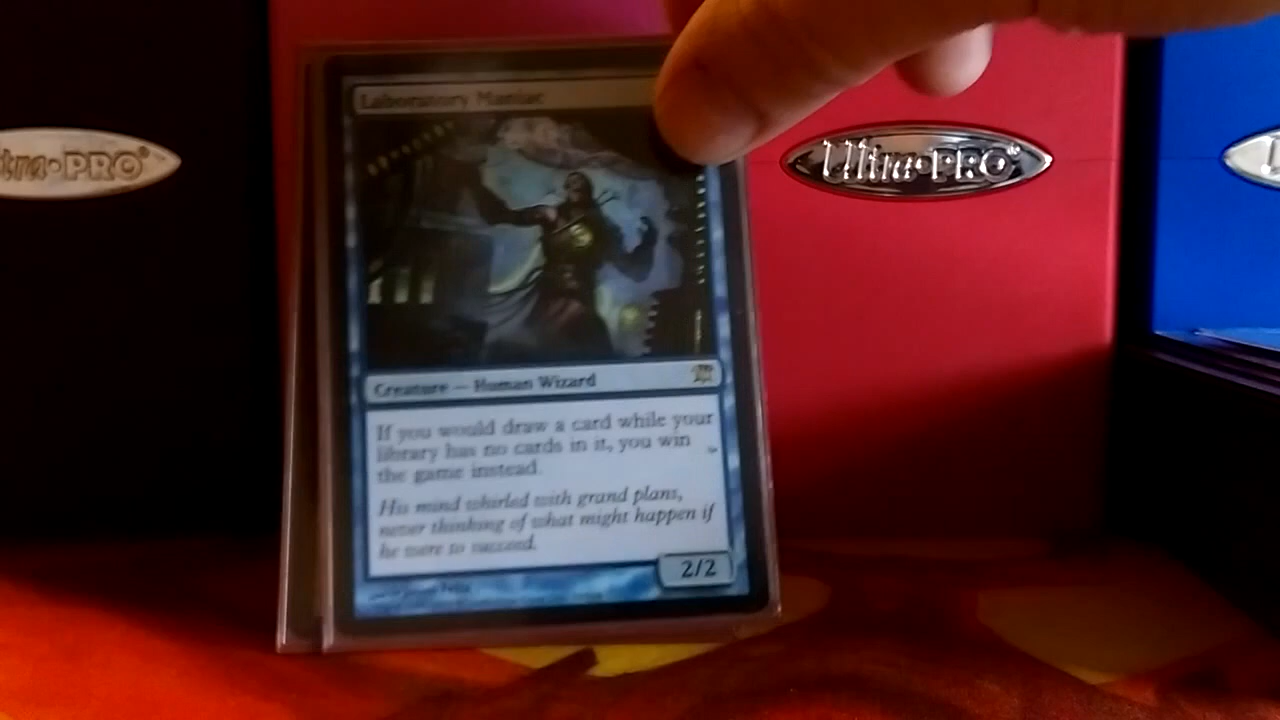 Laboratory Maniac
tra·PRO®
Ultra·PRO®
Creature — Human Wizard
If you would draw a card while your
library has no cards in it, you win
the game instead.
His mind whirled with grand plans,
never thinking of what might happen if
he were to succeed.
2/2